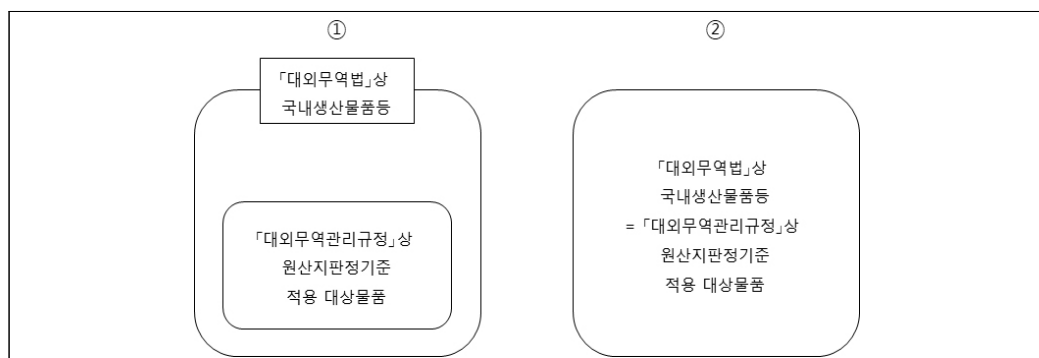 ①
「대외무역법」상
국내생산물품등
「대외무역관리규정」상
원산지판정기준
적용 대상물품
②
「대외무역법」상
국내생산물품등
= 「대외무역관리규정」상
원산지판정기준
적용 대상물품